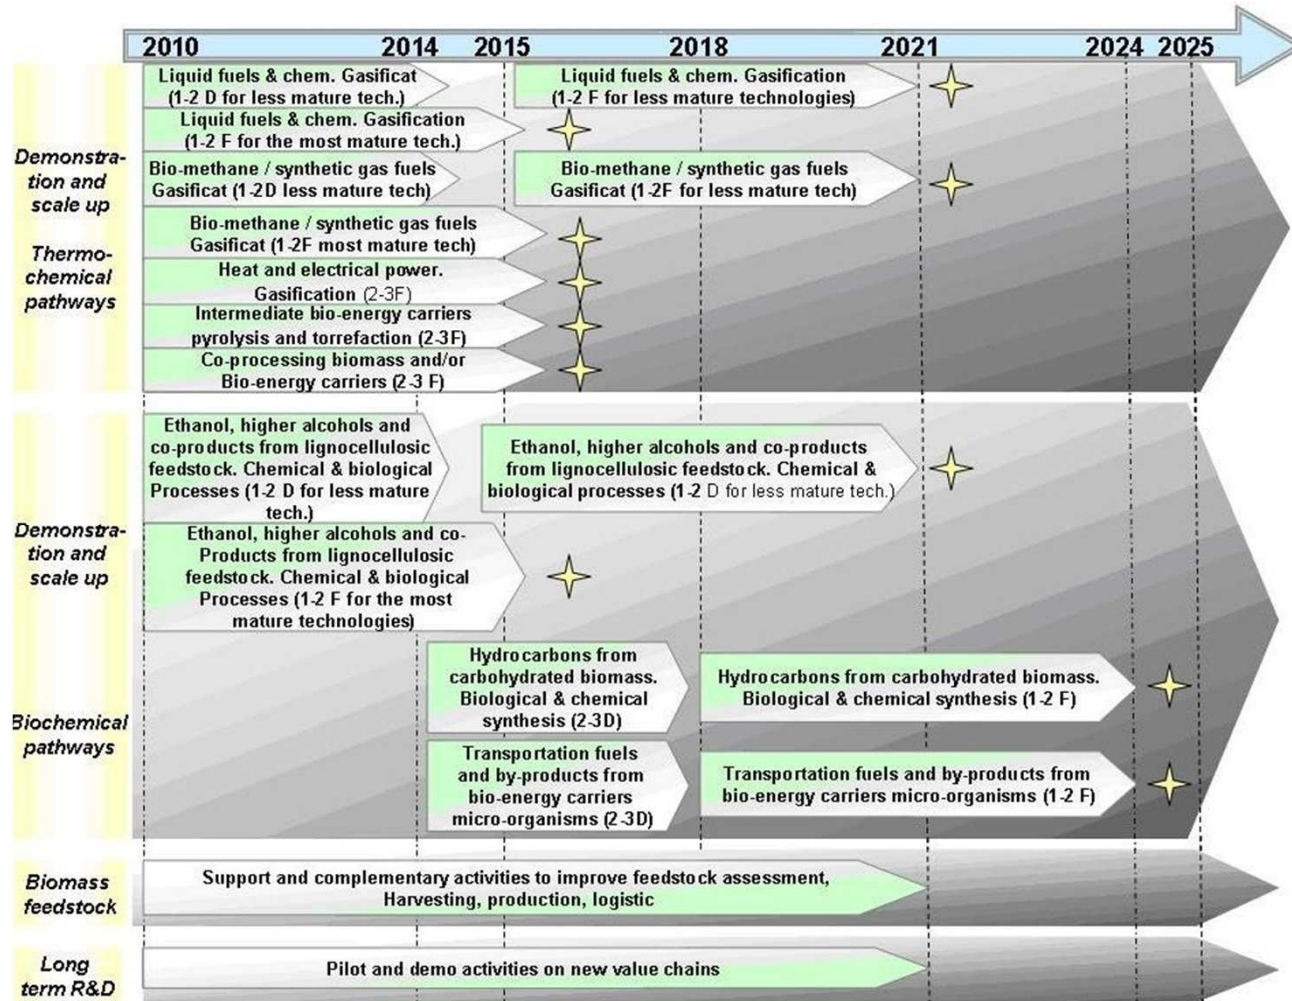 2010 2014 2015 2018 2021 2024 2025
Demonstra-
tion and
scale up
Thermo-
chemical
pathways
Liquid fuels & chem. Gasificat
(1-2 D for less mature tech.)
Liquid fuels & chem. Gasification
(1-2 F for less mature technologies)
Liquid fuels & chem. Gasification
(1-2 F for the most mature tech.)
Bio-methane / synthetic gas fuels
Gasificat (1-2D less mature tech)
Bio-methane / synthetic gas fuels
Gasificat (1-2F for less mature tech)
Bio-methane / synthetic gas fuels
Gasificat (1-2F most mature tech)
Heat and electrical power.
Gasification (2-3F)
Intermediate bio-energy carriers
pyrolysis and torrefaction (2-3F)
Co-processing biomass and/or
Bio-energy carriers (2-3 F)
Demonstra-
tion and
scale up
Biochemical
pathways
Ethanol, higher alcohols and
co-products from lignocellulosic
feedstock. Chemical & biological
Processes (1-2 D for less mature
tech.)
Ethanol, higher alcohols and co-products
from lignocellulosic feedstock. Chemical &
biological processes (1-2 D for less mature tech.)
Ethanol, higher alcohols and co-
Products from lignocellulosic
feedstock. Chemical & biological
Processes (1-2 F for the most
mature technologies)
Hydrocarbons from
carbohydrated biomass.
Biological & chemical
synthesis (2-3D)
Hydrocarbons from carbohydrated biomass.
Biological & chemical synthesis (1-2 F)
Transportation fuels
and by-products from
bio-energy carriers
micro-organisms (2-3D)
Transportation fuels and by-products from
bio-energy carriers micro-organisms (1-2 F)
Biomass
feedstock
Support and complementary activities to improve feedstock assessment,
Harvesting, production, logistic
Long
term R&D
Pilot and demo activities on new value chains